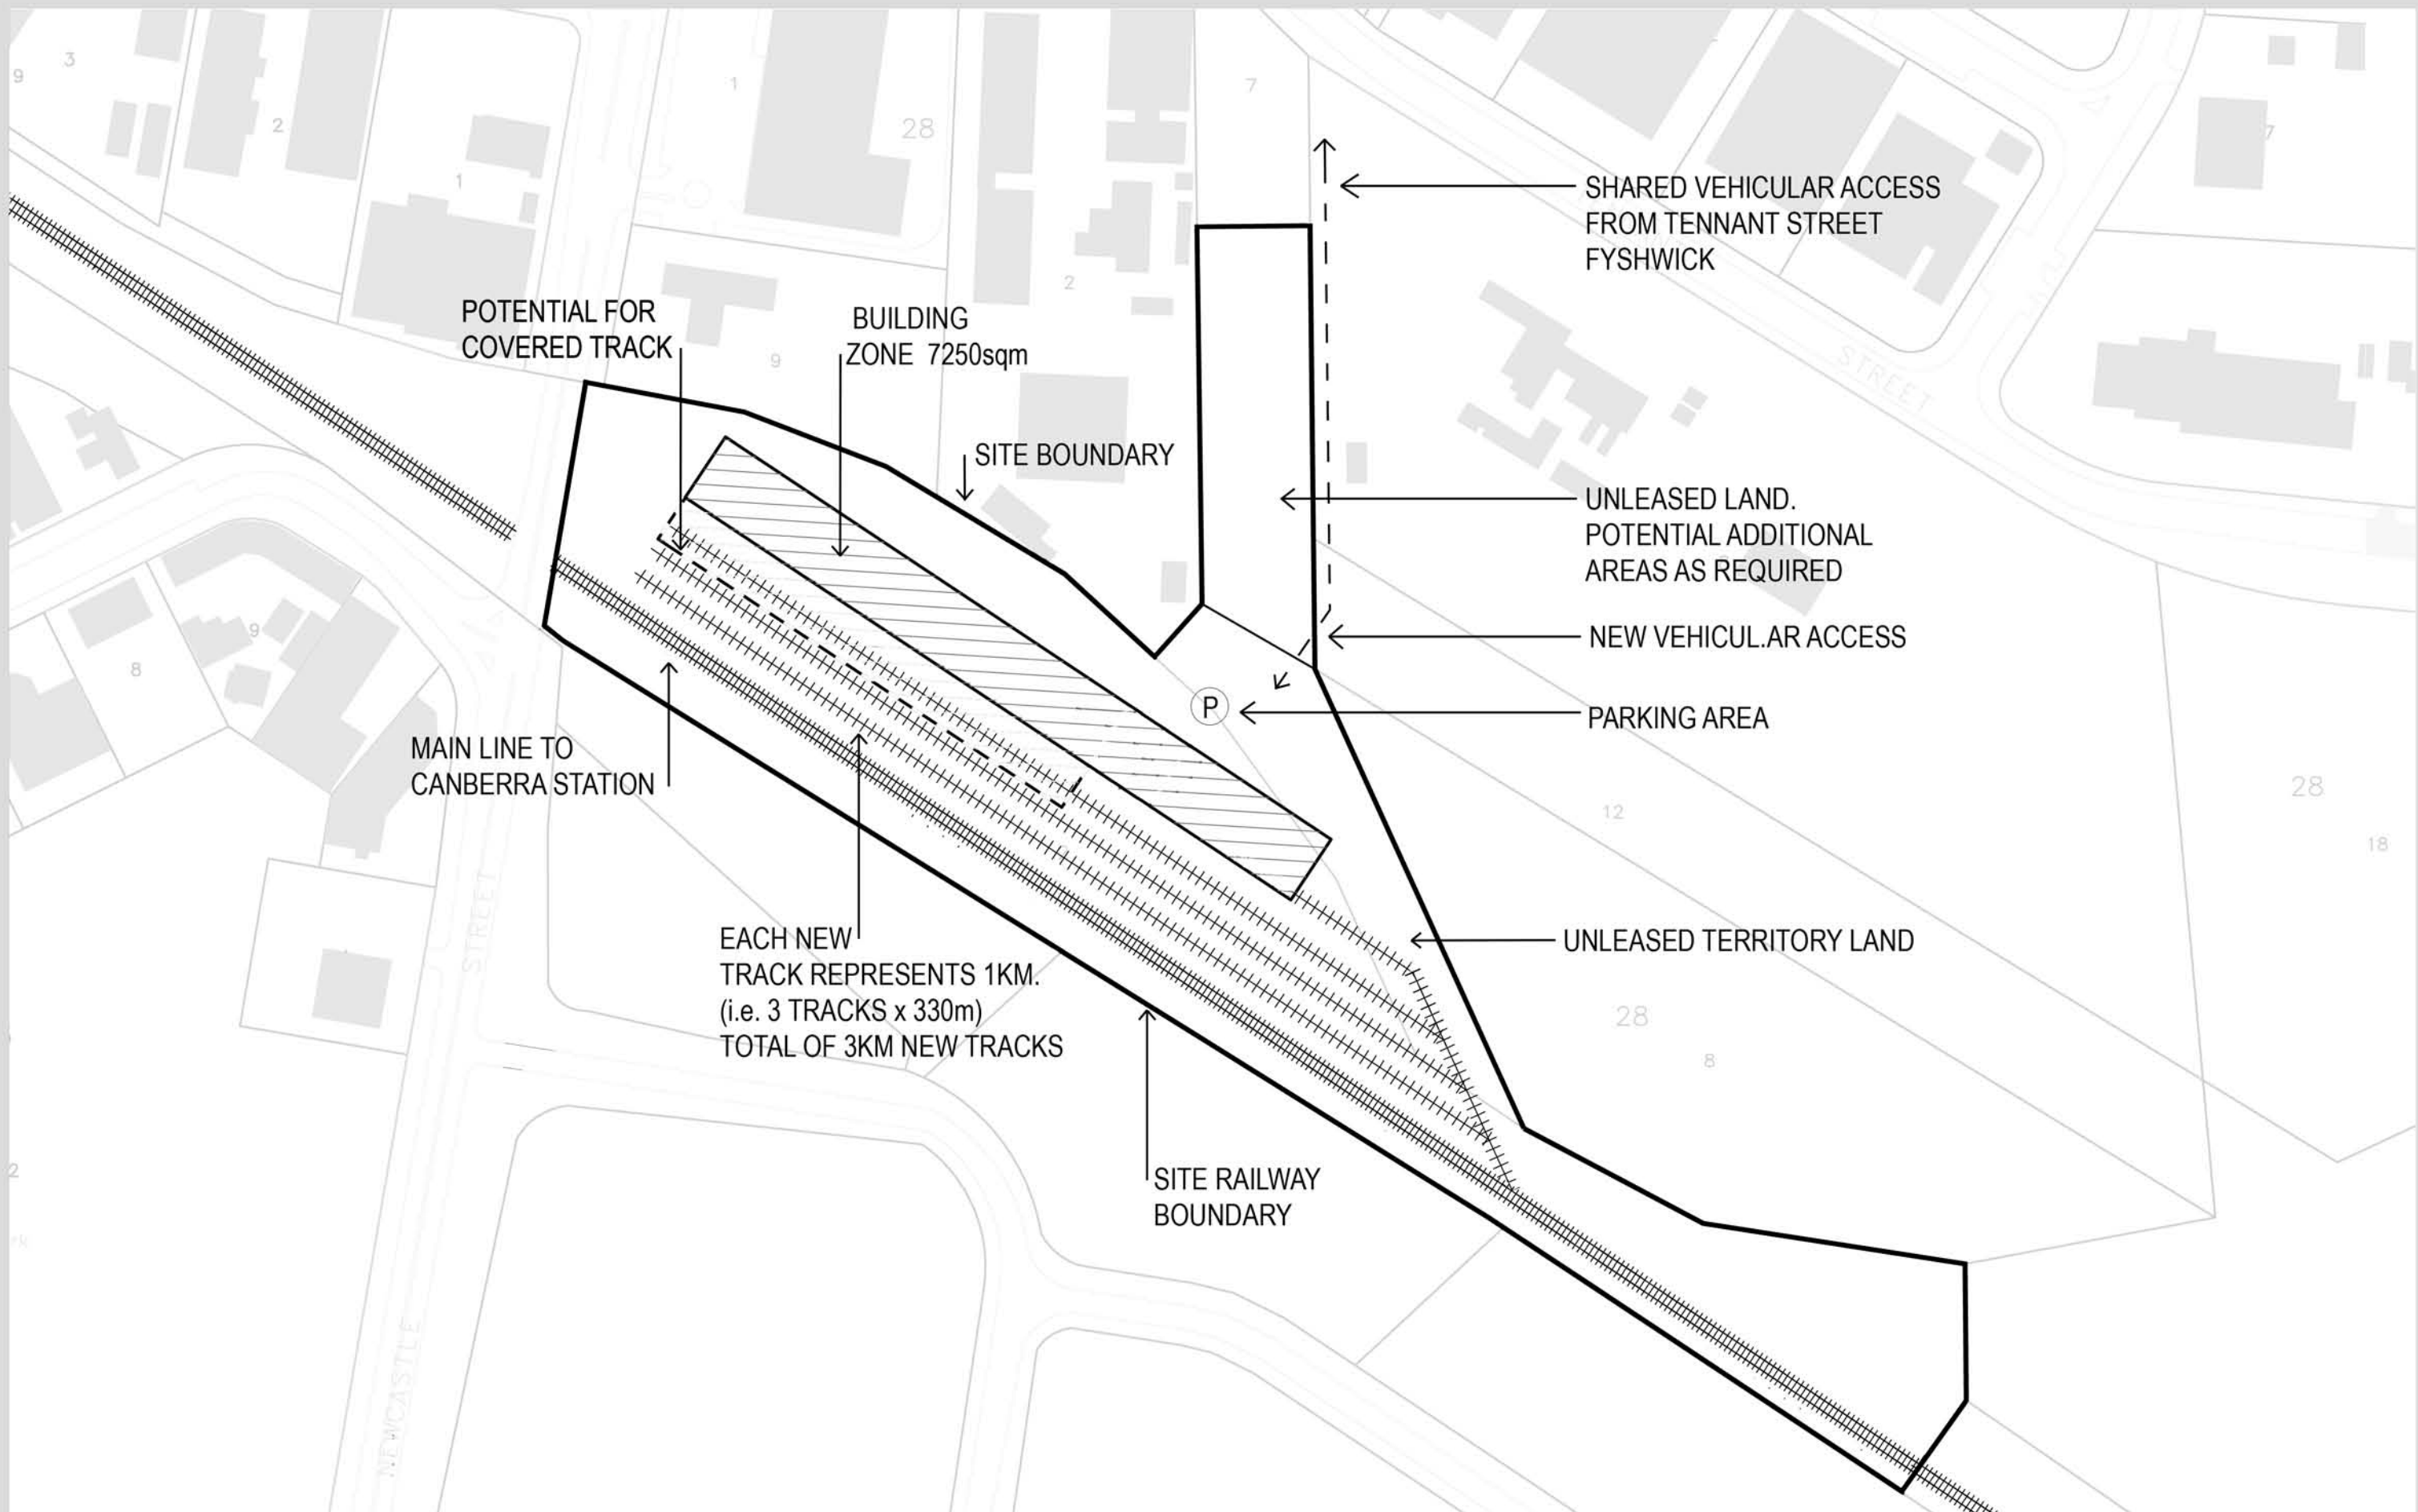 3
9
2
1
1
28
7
7
SHARED VEHICULAR ACCESS
FROM TENNANT STREET
FYSHWICK
2
POTENTIAL FOR
COVERED TRACK
BUILDING
ZONE 7250sqm
9
STREET
SITE BOUNDARY
UNLEASED LAND.
POTENTIAL ADDITIONAL
AREAS AS REQUIRED
9
8
NEW VEHICUL.AR ACCESS
P
PARKING AREA
MAIN LINE TO
CANBERRA STATION
28
12
18
STREET
EACH NEW
TRACK REPRESENTS 1KM.
(i.e. 3 TRACKS x 330m)
TOTAL OF 3KM NEW TRACKS
UNLEASED TERRITORY LAND
28
8
2
SITE RAILWAY
BOUNDARY
NEWCASTLE